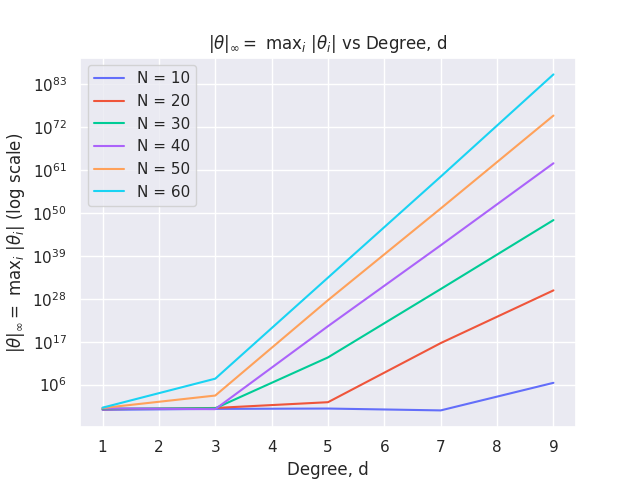 |θ|∞ = max_i |θ_i| vs Degree, d
10^83
10^72
10^61
10^50
10^39
10^28
10^17
10^6
N = 10
N = 20
N = 30
N = 40
N = 50
N = 60
|θ|∞ = max_i |θ_i| (log scale)
1 2 3 4 5 6 7 8 9
Degree, d